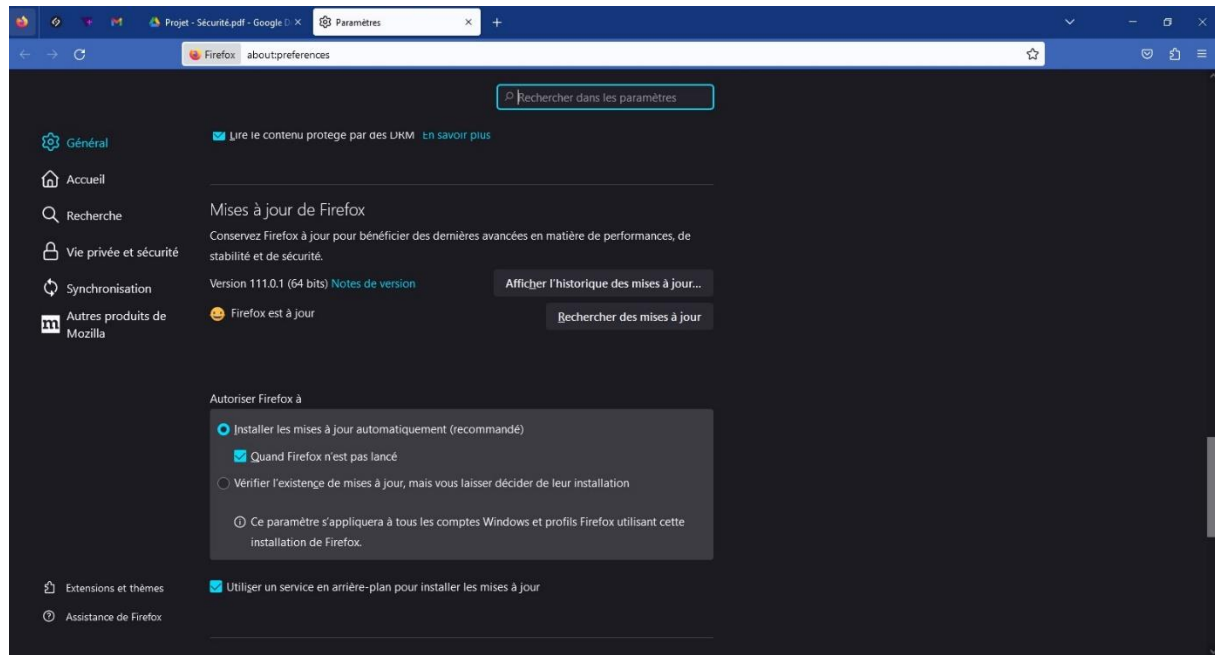 Projet - Sécurité.pdf - Google D
Paramètres
Firefox about:preferences
Rechercher dans les paramètres
Lire le contenu protégé par des DRM En savoir plus
Général
Accueil
Recherche
Vie privée et sécurité
Synchronisation
Autres produits de
Mozilla
Mises à jour de Firefox
Conservez Firefox à jour pour bénéficier des dernières avancées en matière de performances, de
stabilité et de sécurité.
Version 111.0.1 (64 bits) Notes de version
Afficher l'historique des mises à jour...
Firefox est à jour
Rechercher des mises à jour
Autoriser Firefox à
Installer les mises à jour automatiquement (recommandé)
Quand Firefox n'est pas lancé
Vérifier l'existence de mises à jour, mais vous laisser décider de leur installation
Ce paramètre s'appliquera à tous les comptes Windows et profils Firefox utilisant cette
installation de Firefox.
Utiliser un service en arrière-plan pour installer les mises à jour
Extensions et thèmes
Assistance de Firefox